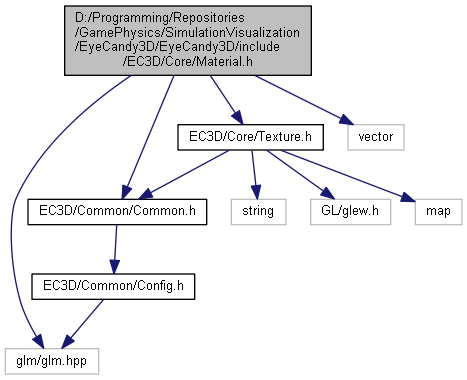 D:/Programming/Repositories
/GamePhysics/SimulationVisualization
/EyeCandy3D/EyeCandy3D/include
/EC3D/Core/Material.h
EC3D/Core/Texture.h
vector
EC3D/Common/Common.h
string
GL/glew.h
map
EC3D/Common/Config.h
glm/glm.hpp